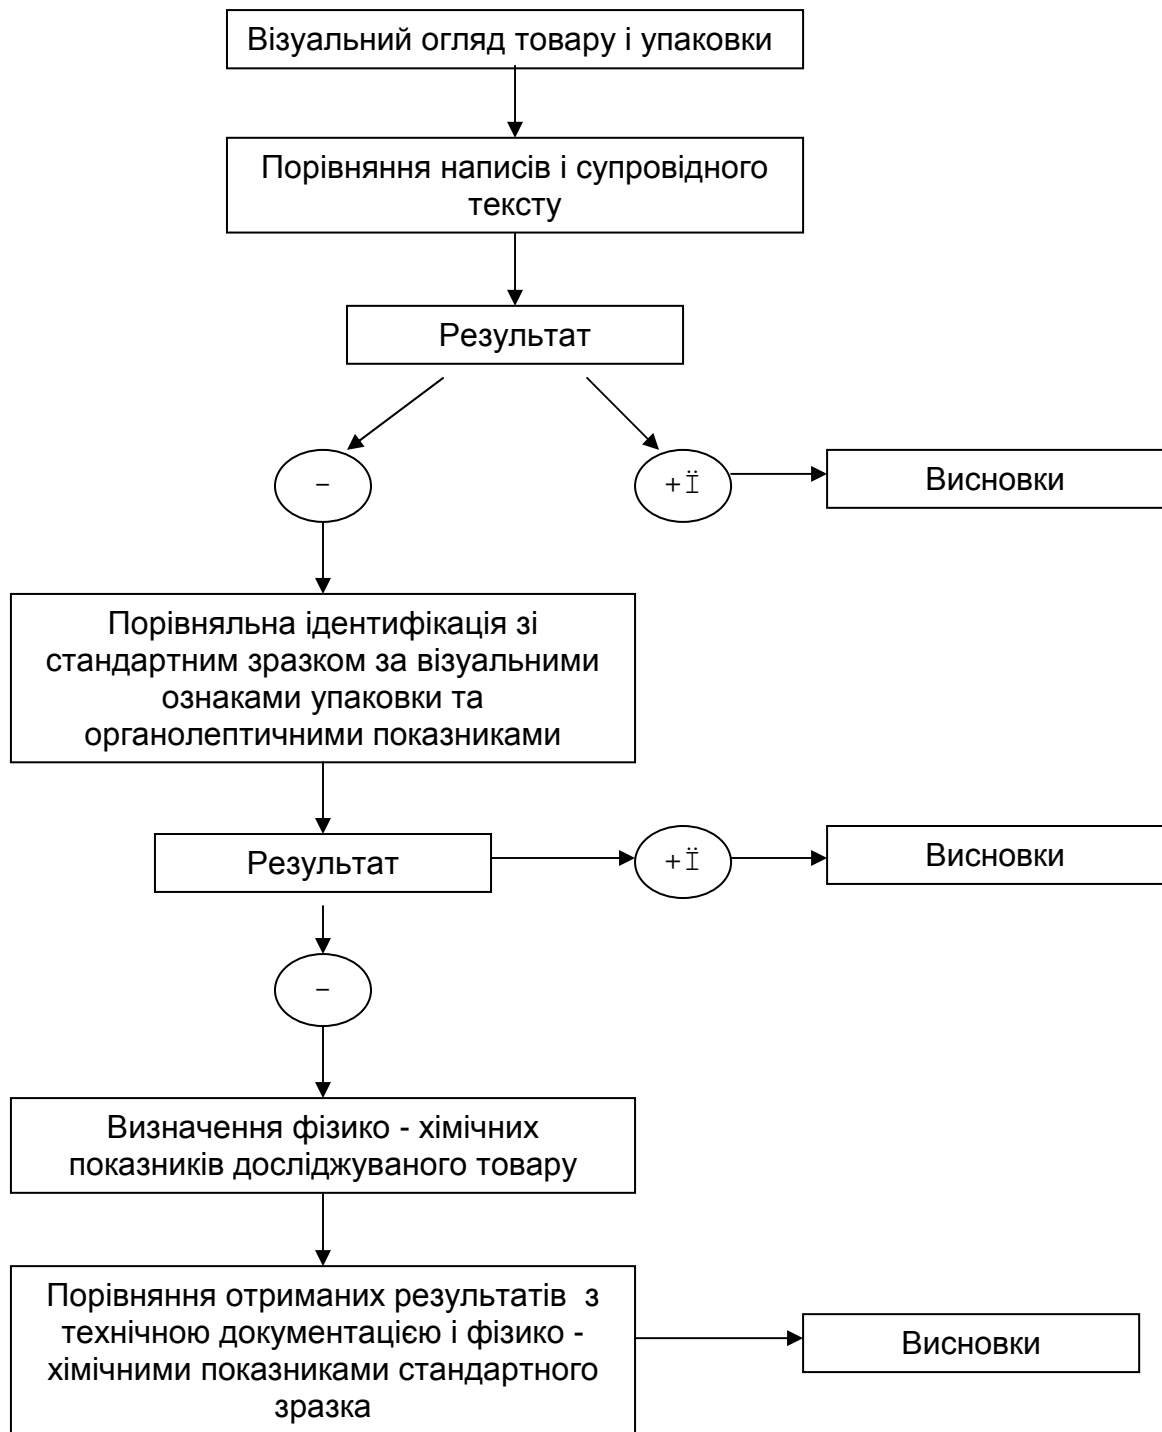 Візуальний огляд товару і упаковки
Порівняння написів і супровідного
тексту
Результат
–
+Ї
Висновки
Порівняльна ідентифікація зі
стандартним зразком за візуальними
ознаками упаковки та
органолептичними показниками
Результат
+Ї
Висновки
–
Визначення фізико - хімічних
показників досліджуваного товару
Порівняння отриманих результатів з
технічною документацією і фізико -
хімічними показниками стандартного
зразка
Висновки